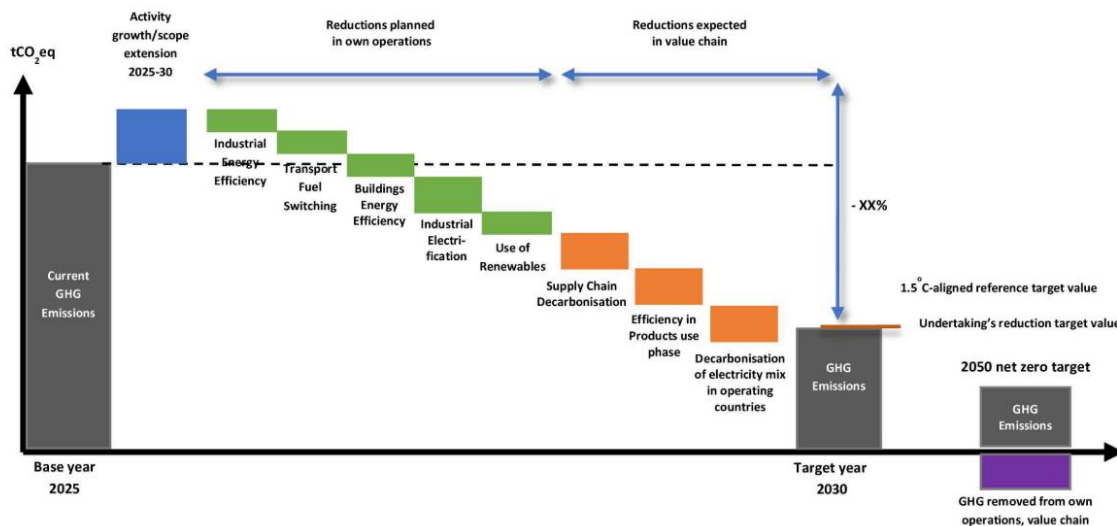 Activity
growth/scope
extension
2025-30
Reductions planned
in own operations
Reductions expected
in value chain
tCO2eq
Industrial
Energy
Efficiency
Transport
Fuel
Switching
Buildings
Energy
Efficiency
Industrial
Electri-
fication
Use of
Renewables
Supply Chain
Decarbonisation
Efficiency in
Products use
phase
Decarbonisation
of electricity mix
in operating
countries
- XX%
1.5°C-aligned reference target value
Undertaking's reduction target value
Current
GHG
Emissions
GHG
Emissions
2050 net zero target
GHG
Emissions
Base year
2025
Target year
2030
GHG removed from own
operations, value chain